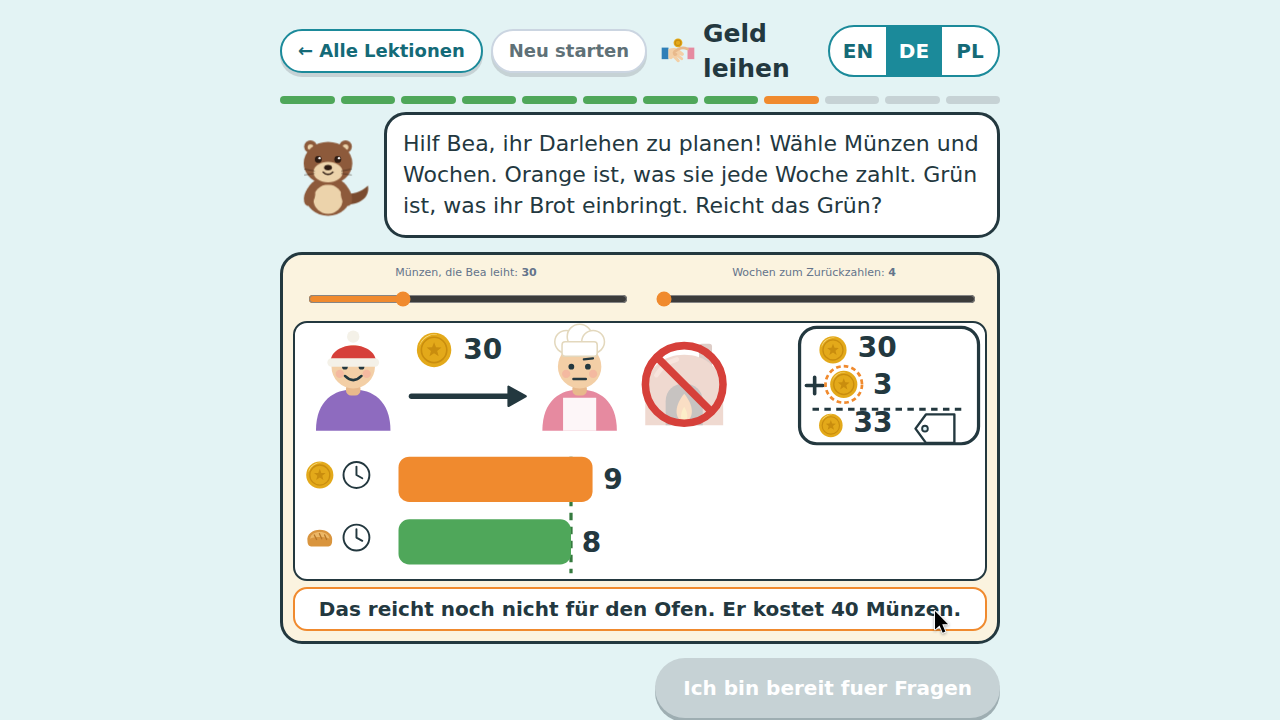 ← Alle Lektionen
Neu starten
Geld
leihen
EN DE PL
Hilf Bea, ihr Darlehen zu planen! Wähle Münzen und
Wochen. Orange ist, was sie jede Woche zahlt. Grün
ist, was ihr Brot einbringt. Reicht das Grün?
Münzen, die Bea leiht: 30
Wochen zum Zurückzahlen: 4
30
30
+ 3
33
9
8
Das reicht noch nicht für den Ofen. Er kostet 40 Münzen.
Ich bin bereit fuer Fragen